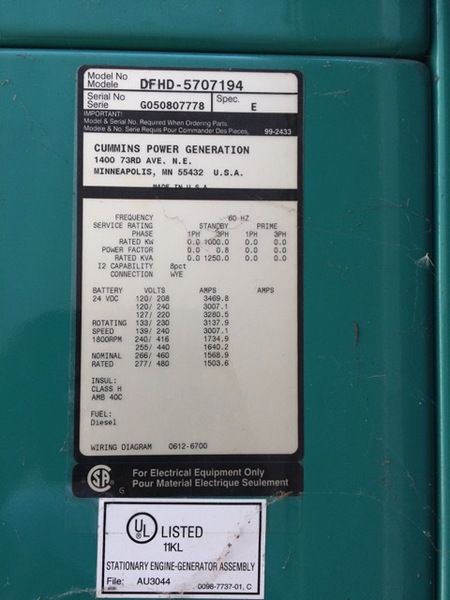 Model No
Modele DFHD-5707194
Serial No
Serie G050807778 Spec. E
IMPORTANT!
Model & Serial No. Required When Ordering Parts.
Modele & No. Serie Requis Pour Commander Des Pieces. 99-2433
CUMMINS POWER GENERATION
1400 73RD AVE. N.E.
MINNEAPOLIS, MN 55432 U.S.A.
MADE IN U.S.A.
FREQUENCY 60 HZ
SERVICE RATING STANDBY PRIME
PHASE 1PH 3PH 1PH 3PH
RATED KW 0.0 1000.0 0.0 0.0
POWER FACTOR 0.0 0.8 0.0 0.0
RATED KVA 0.0 1250.0 0.0 0.0
I2 CAPABILITY 8pct
CONNECTION WYE
BATTERY VOLTS AMPS AMPS
24 VDC 120/ 208 3469.8
120/ 240 3007.1
127/ 220 3280.5
ROTATING 133/ 230 3137.9
SPEED 139/ 240 3007.1
1800RPM 240/ 416 1734.9
255/ 440 1640.2
NOMINAL 266/ 460 1568.9
RATED 277/ 480 1503.6
INSUL:
CLASS H
AMB 40C
FUEL:
Diesel
WIRING DIAGRAM 0612-6700
SA G For Electrical Equipment Only
Pour Material Electrique Seulement
UL LISTED
11KL
STATIONARY ENGINE-GENERATOR ASSEMBLY
File: AU3044 0098-7737-01, C